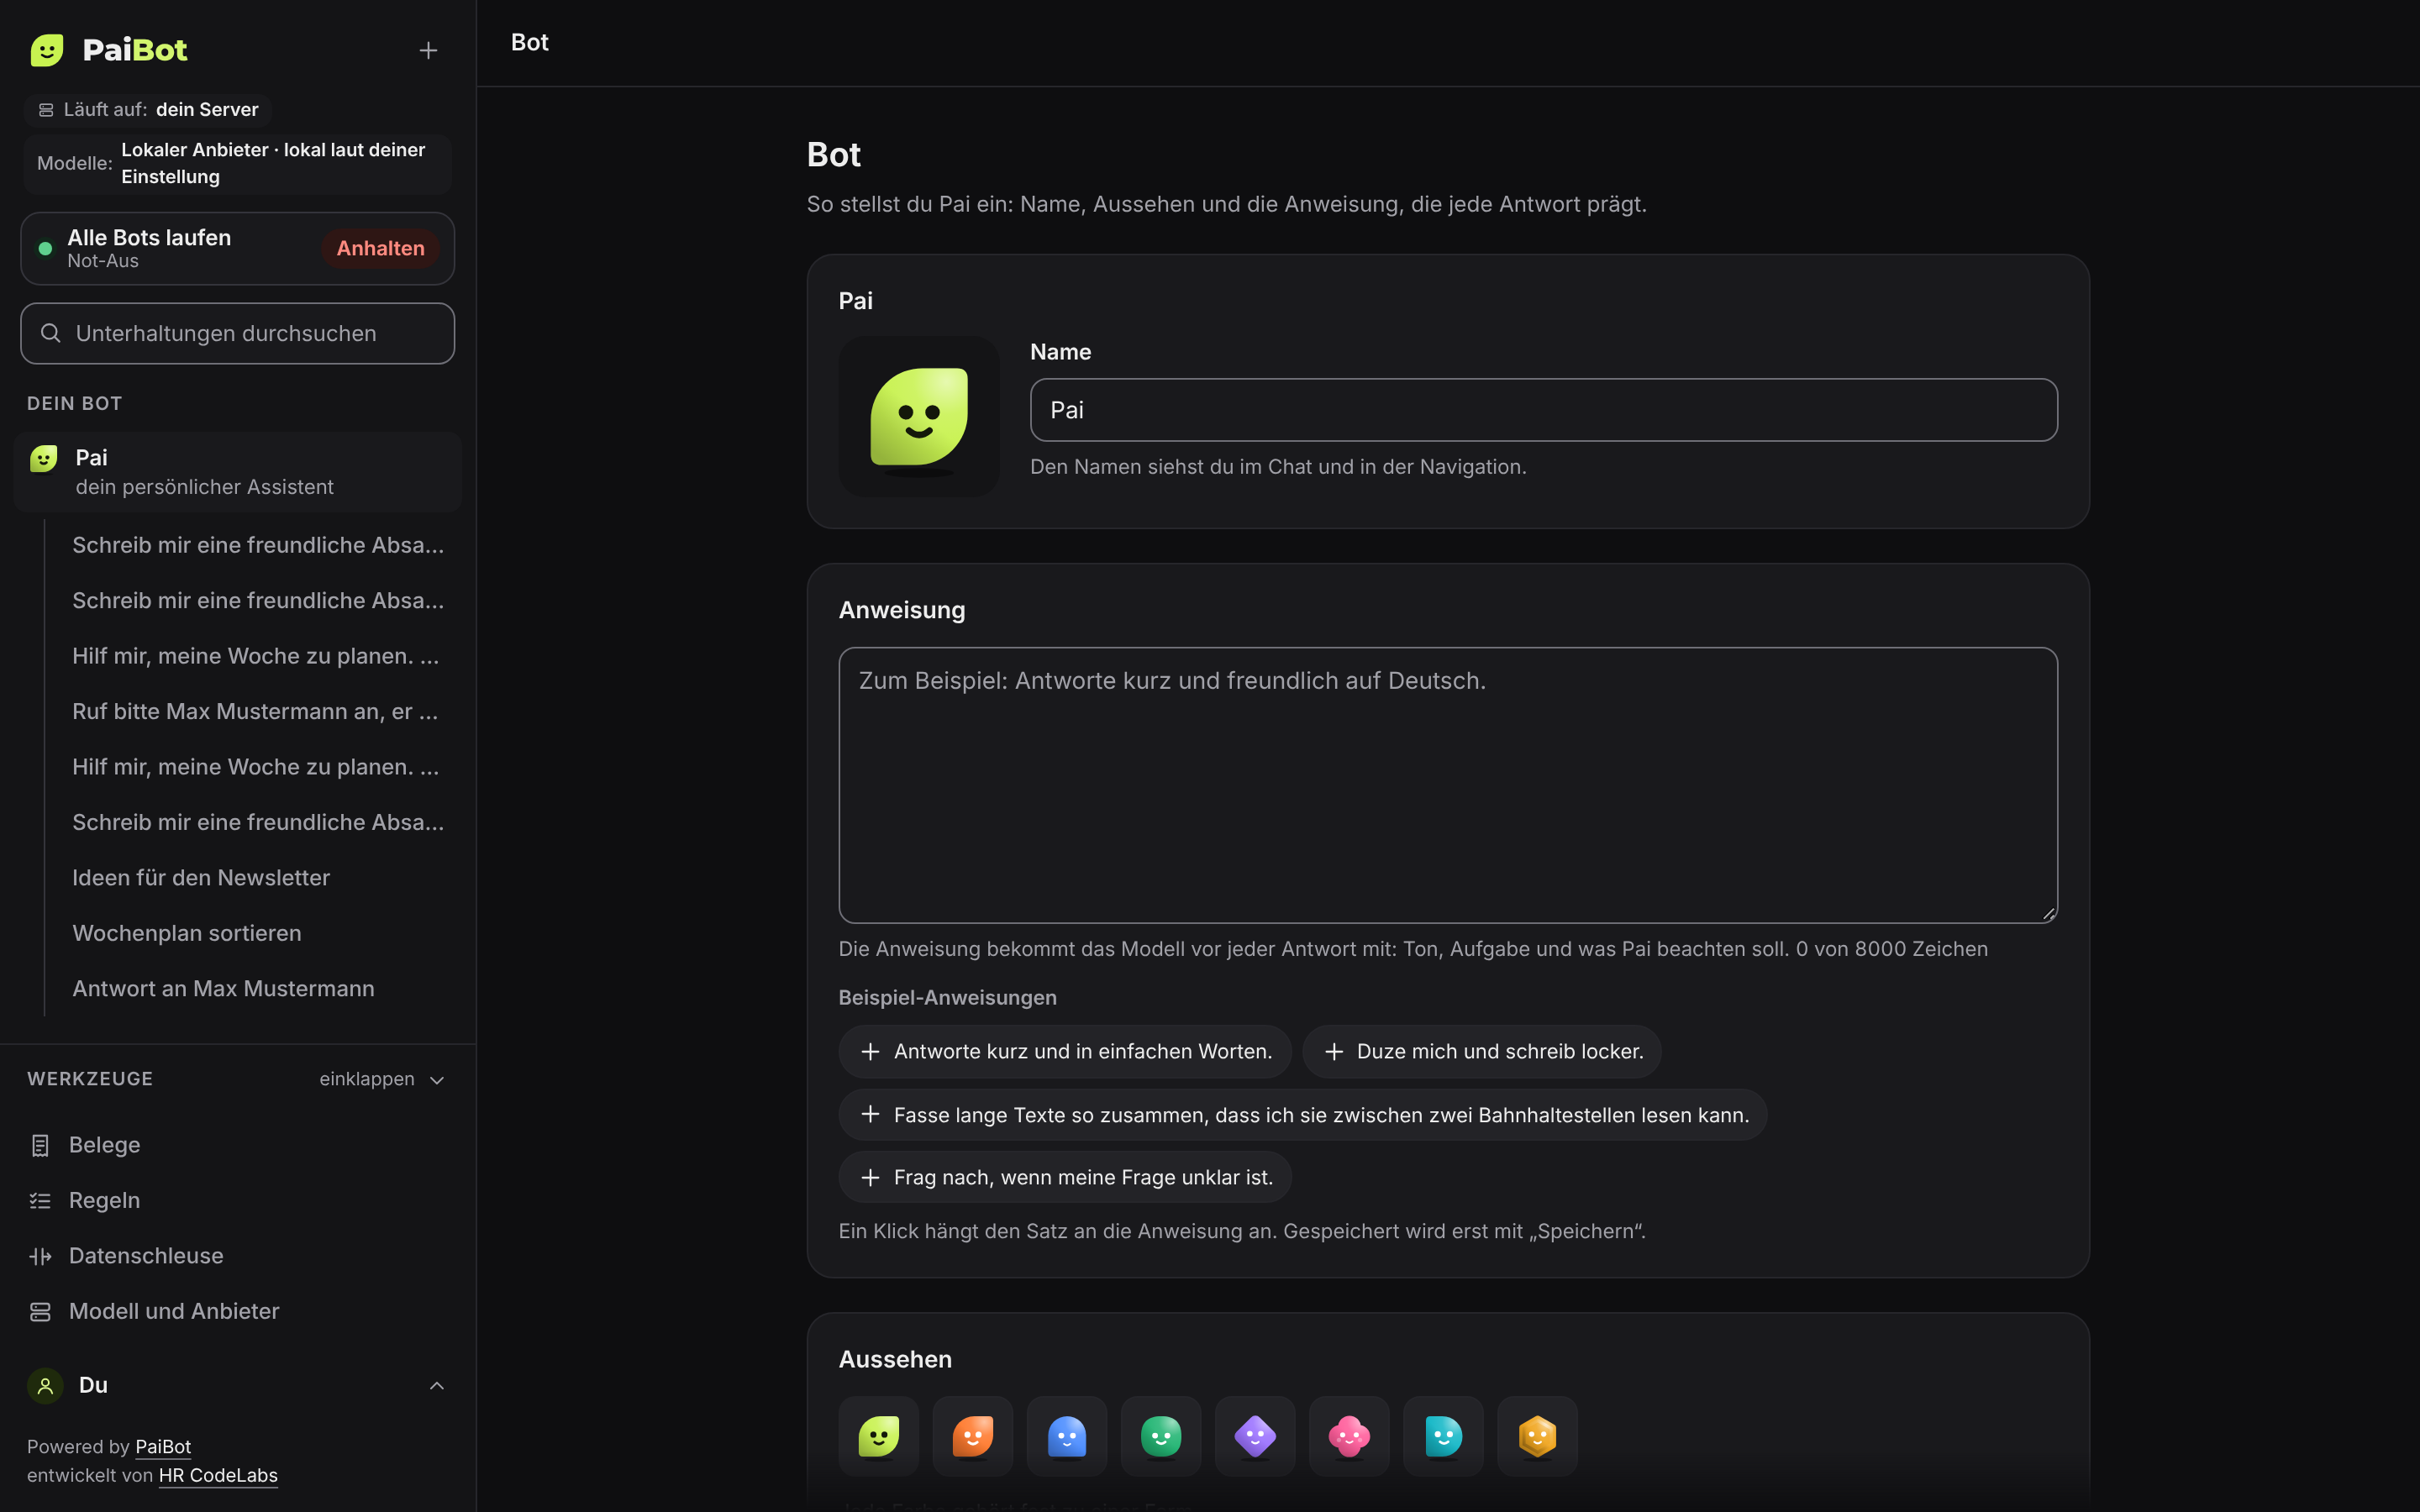 PaiBot
Läuft auf: dein Server
Modelle: Lokaler Anbieter · lokal laut deiner
Einstellung
Alle Bots laufen
Not-Aus
Anhalten
Unterhaltungen durchsuchen
DEIN BOT
Pai
dein persönlicher Assistent
Schreib mir eine freundliche Absa...
Schreib mir eine freundliche Absa...
Hilf mir, meine Woche zu planen. ...
Ruf bitte Max Mustermann an, er ...
Hilf mir, meine Woche zu planen. ...
Schreib mir eine freundliche Absa...
Ideen für den Newsletter
Wochenplan sortieren
Antwort an Max Mustermann
WERKZEUGE
einklappen
Belege
Regeln
Datenschleuse
Modell und Anbieter
Du
Powered by PaiBot
entwickelt von HR CodeLabs
Bot
Bot
So stellst du Pai ein: Name, Aussehen und die Anweisung, die jede Antwort prägt.
Pai
Name
Pai
Den Namen siehst du im Chat und in der Navigation.
Anweisung
Zum Beispiel: Antworte kurz und freundlich auf Deutsch.
Die Anweisung bekommt das Modell vor jeder Antwort mit: Ton, Aufgabe und was Pai beachten soll. 0 von 8000 Zeichen
Beispiel-Anweisungen
Antworte kurz und in einfachen Worten.
Duze mich und schreib locker.
Fasse lange Texte so zusammen, dass ich sie zwischen zwei Bahnhaltestellen lesen kann.
Frag nach, wenn meine Frage unklar ist.
Ein Klick hängt den Satz an die Anweisung an. Gespeichert wird erst mit „Speichern“.
Aussehen